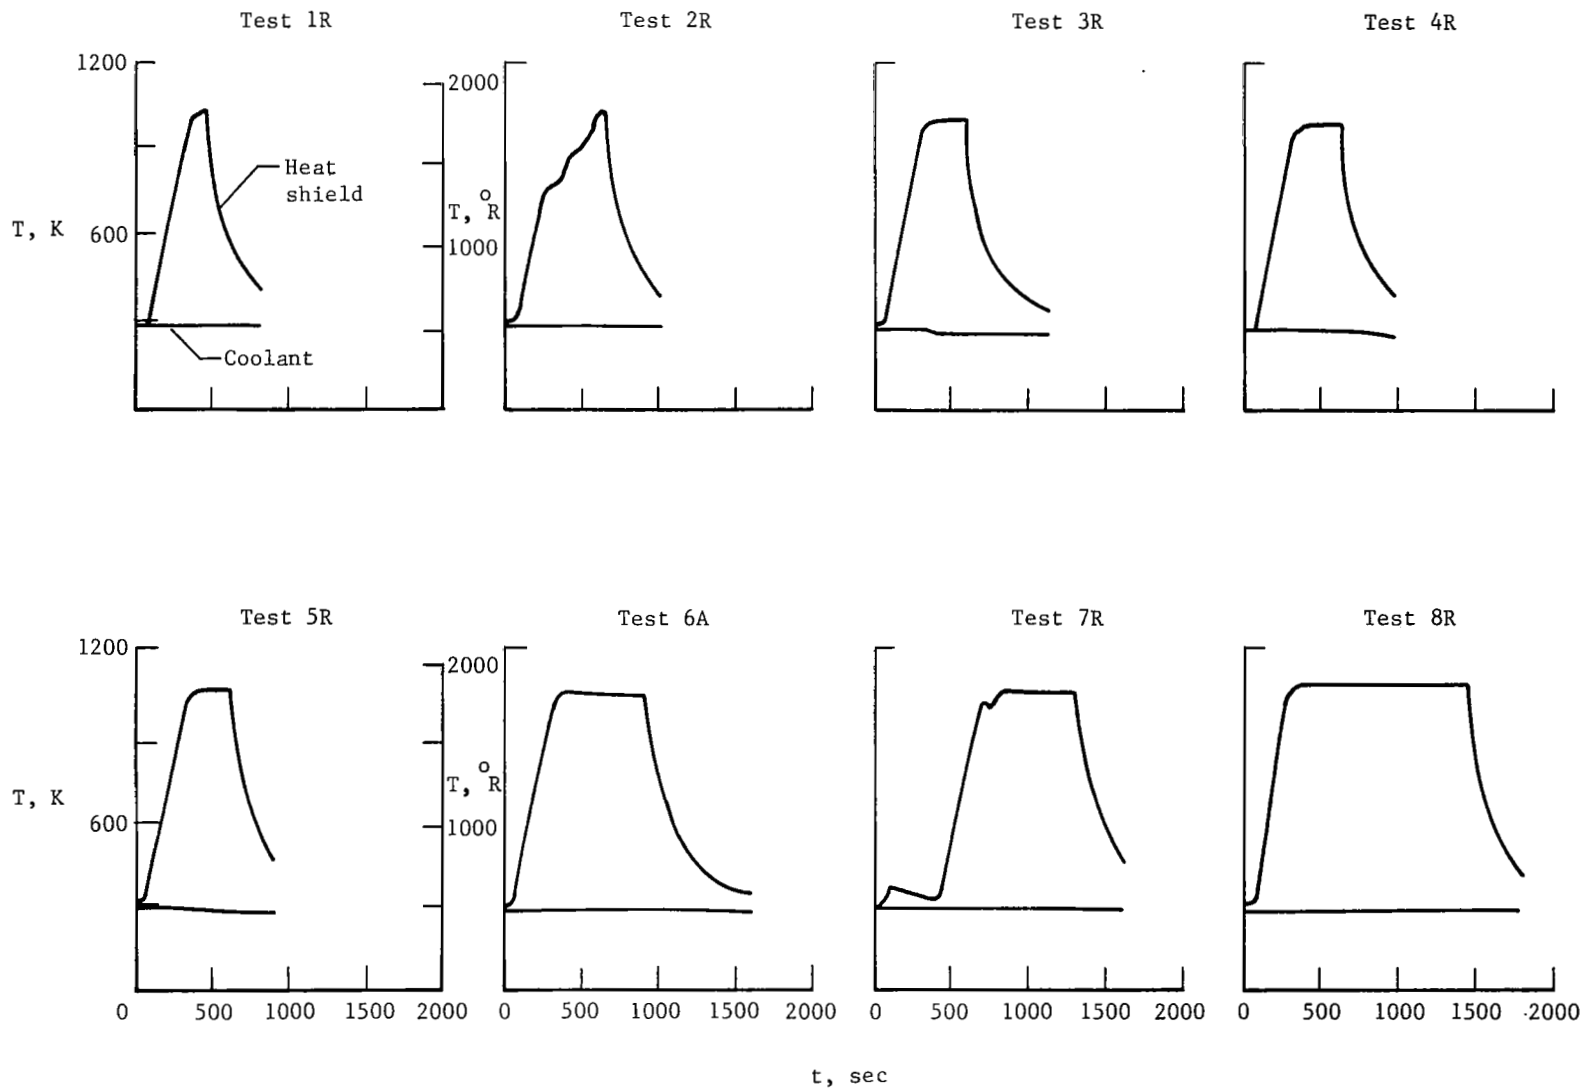 Test 1R
Test 2R
Test 3R
Test 4R
1200
2000
Heat
shield
T, °R
T, K
600
1000
Coolant
Test 5R
Test 6A
Test 7R
Test 8R
1200
2000
T, °R
T, K
600
1000
0 500 1000 1500 2000
0 500 1000 1500 2000
0 500 1000 1500 2000
0 500 1000 1500 2000
t, sec